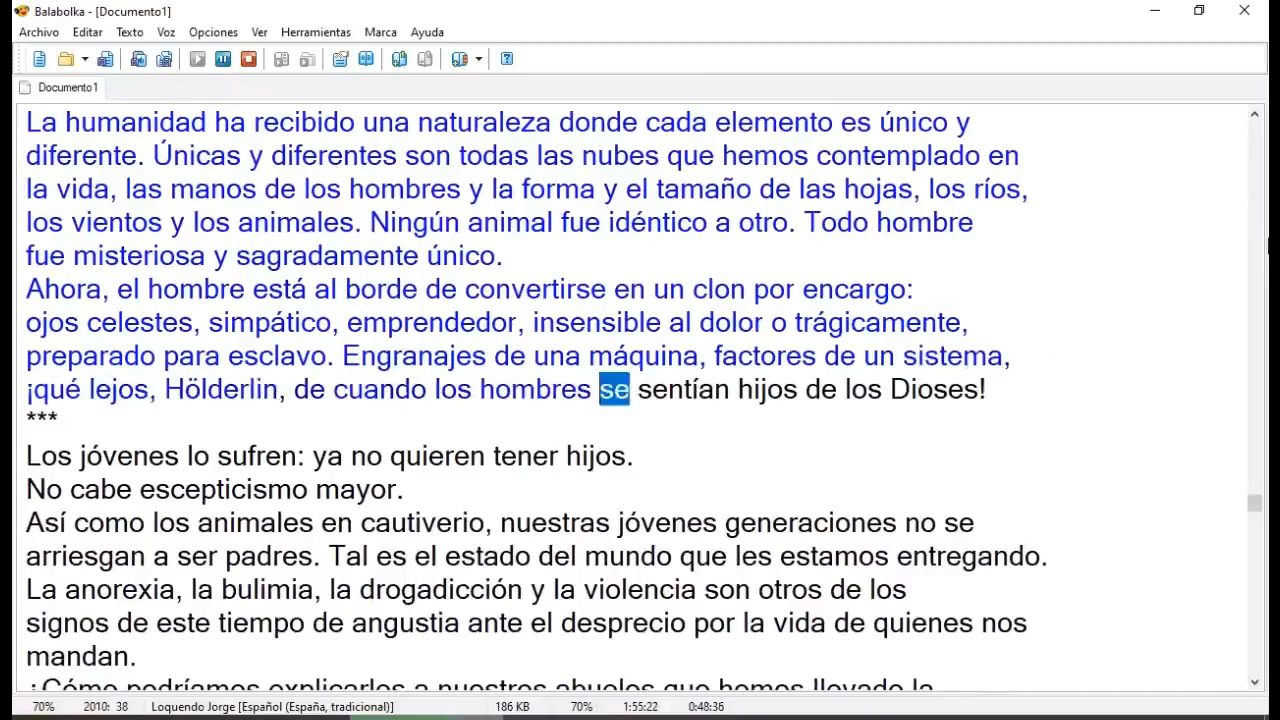 Balabolka - [Documento1]
Archivo Editar Texto Voz Opciones Ver Herramientas Marca Ayuda
Documento1
La humanidad ha recibido una naturaleza donde cada elemento es único y
diferente. Únicas y diferentes son todas las nubes que hemos contemplado en
la vida, las manos de los hombres y la forma y el tamaño de las hojas, los ríos,
los vientos y los animales. Ningún animal fue idéntico a otro. Todo hombre
fue misteriosa y sagradamente único.
Ahora, el hombre está al borde de convertirse en un clon por encargo:
ojos celestes, simpático, emprendedor, insensible al dolor o trágicamente,
preparado para esclavo. Engranajes de una máquina, factores de un sistema,
¡qué lejos, Hölderlin, de cuando los hombres se sentían hijos de los Dioses!
***
Los jóvenes lo sufren: ya no quieren tener hijos.
No cabe escepticismo mayor.
Así como los animales en cautiverio, nuestras jóvenes generaciones no se
arriesgan a ser padres. Tal es el estado del mundo que les estamos entregando.
La anorexia, la bulimia, la drogadicción y la violencia son otros de los
signos de este tiempo de angustia ante el desprecio por la vida de quienes nos
mandan.
¿Cómo podríamos explicarles a nuestros abuelos que hemos llevado la
70% 2010: 38 Loquendo Jorge [Español (España, tradicional)] 186 KB 70% 1:55:22 0:48:36